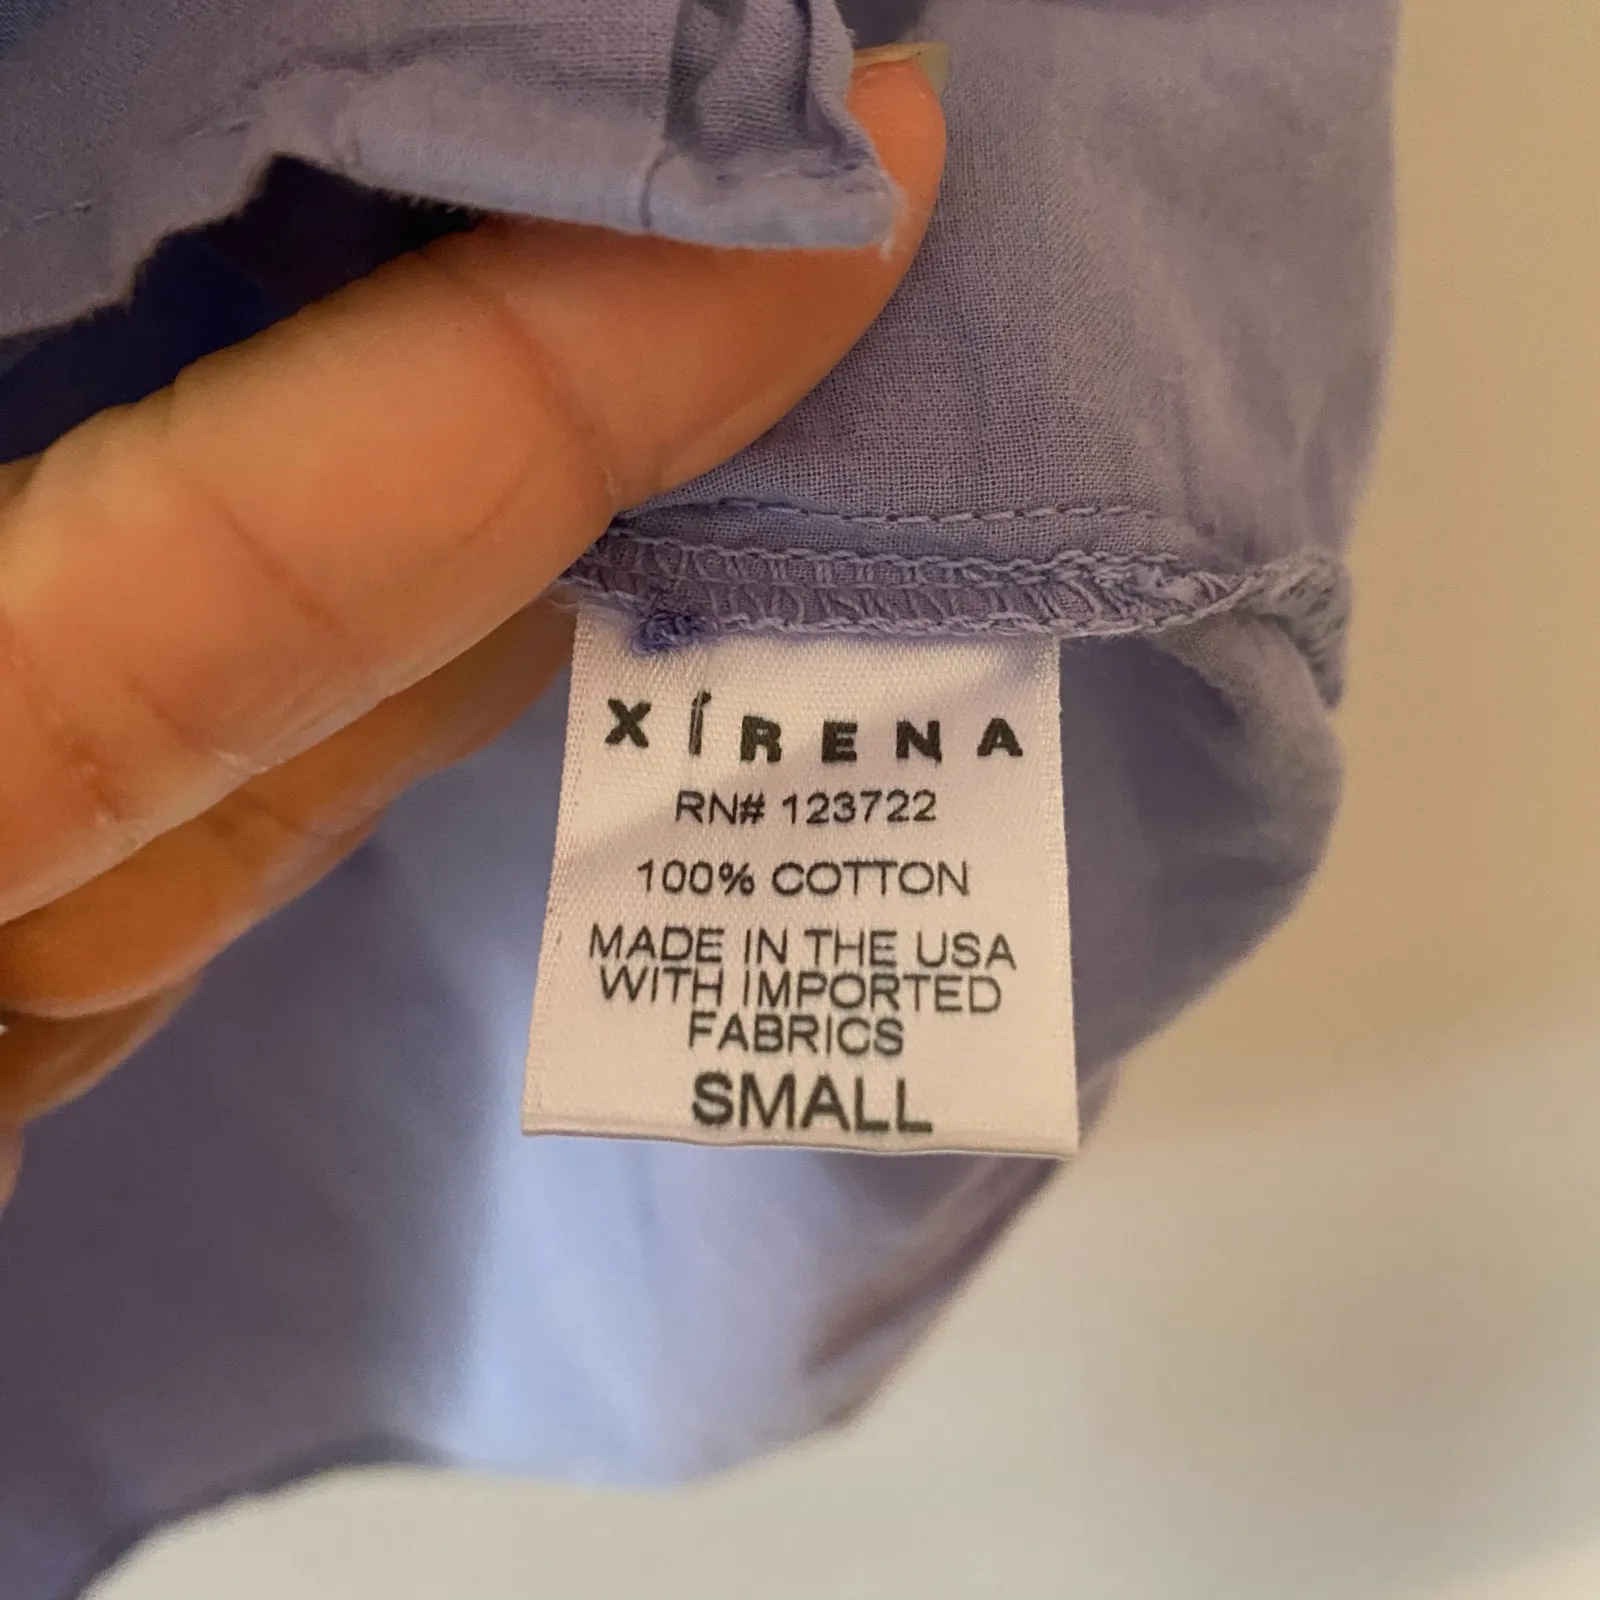 XÍRENA
RN# 123722
100% COTTON
MADE IN THE USA
WITH IMPORTED
FABRICS
SMALL